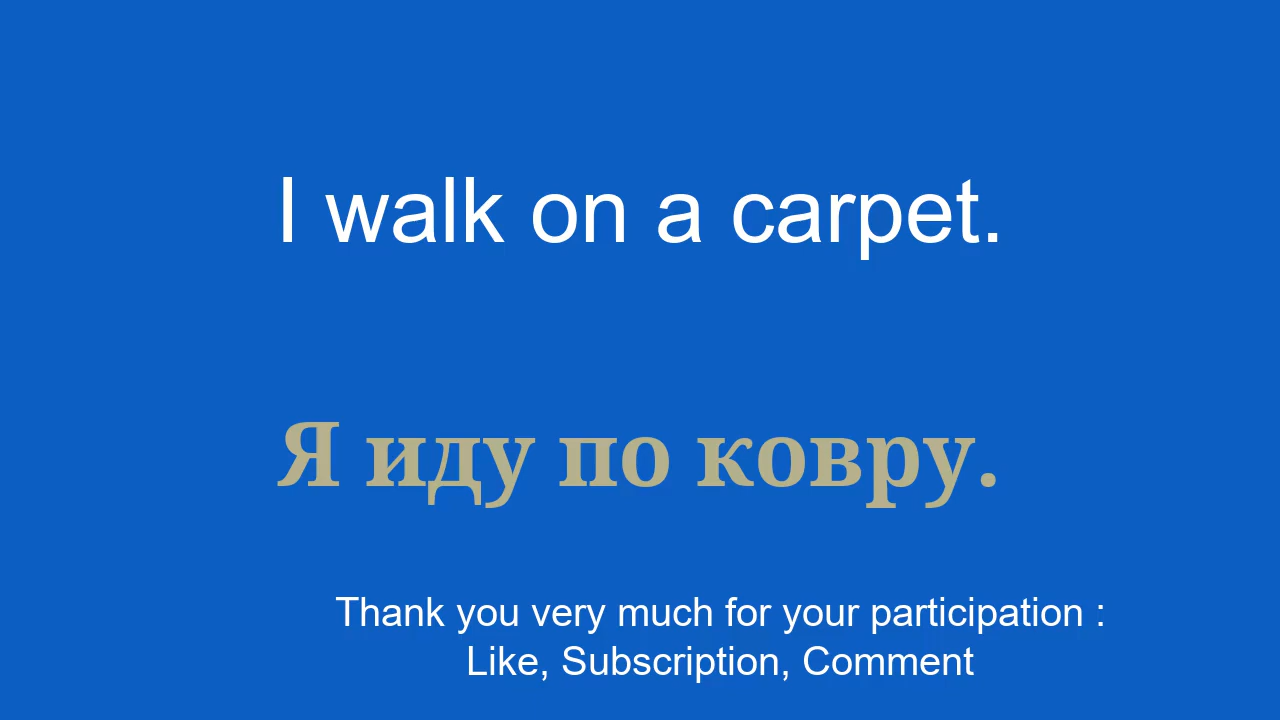 I walk on a carpet.
Я иду по ковру.
Thank you very much for your participation :
Like, Subscription, Comment